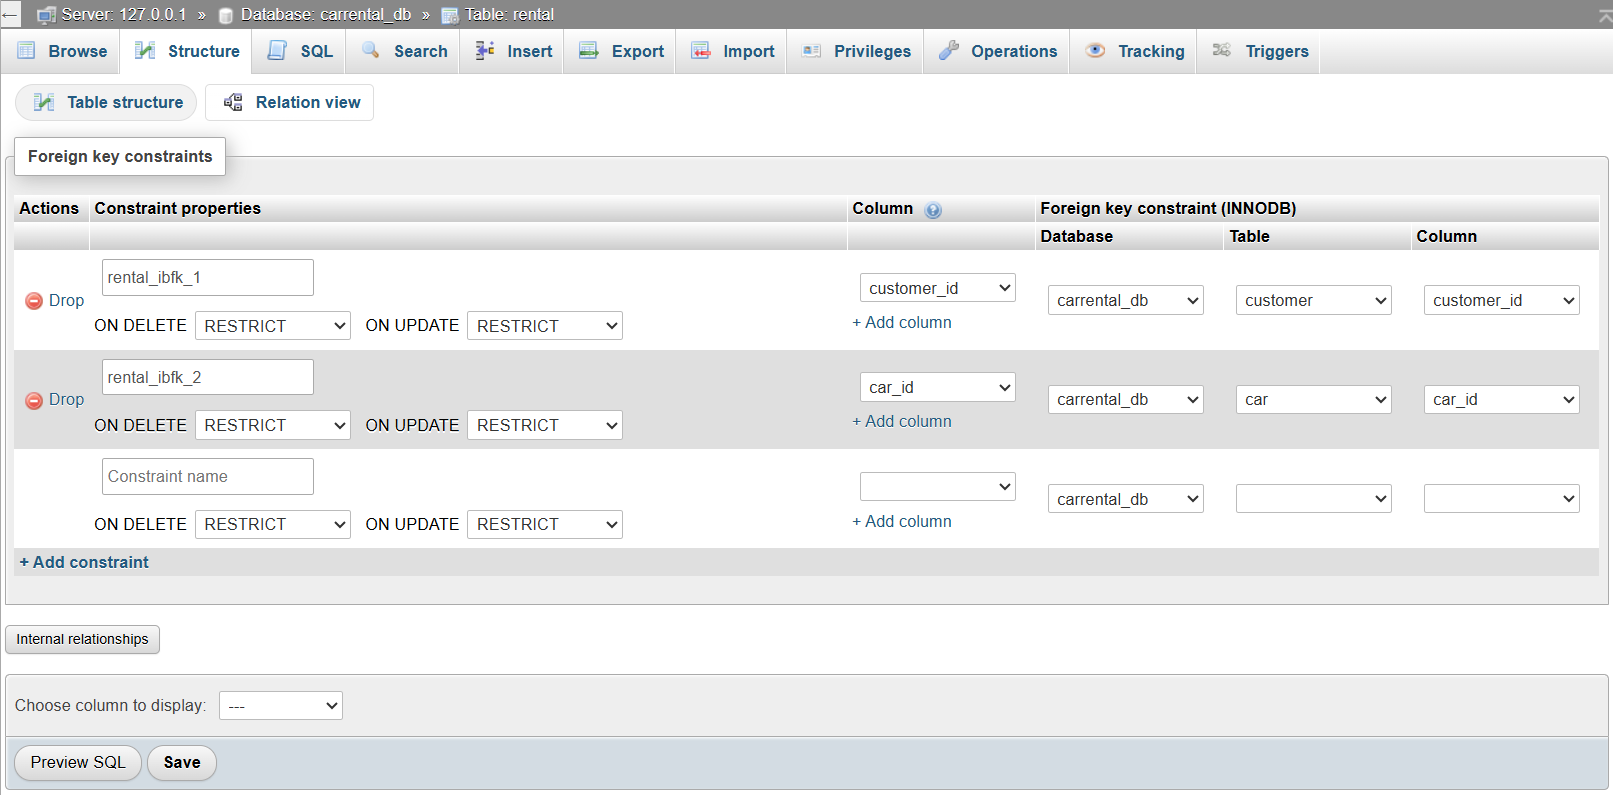 ← Server: 127.0.0.1 » Database: carrental_db » Table: rental
Browse Structure SQL Search Insert Export Import Privileges Operations Tracking Triggers
Table structure Relation view
Foreign key constraints
Actions Constraint properties Column Foreign key constraint (INNODB)
Database Table Column
rental_ibfk_1
Drop
ON DELETE RESTRICT ON UPDATE RESTRICT
customer_id
+ Add column
carrental_db customer customer_id
rental_ibfk_2
Drop
ON DELETE RESTRICT ON UPDATE RESTRICT
car_id
+ Add column
carrental_db car car_id
Constraint name
ON DELETE RESTRICT ON UPDATE RESTRICT
+ Add column
carrental_db
+ Add constraint
Internal relationships
Choose column to display: ---
Preview SQL Save